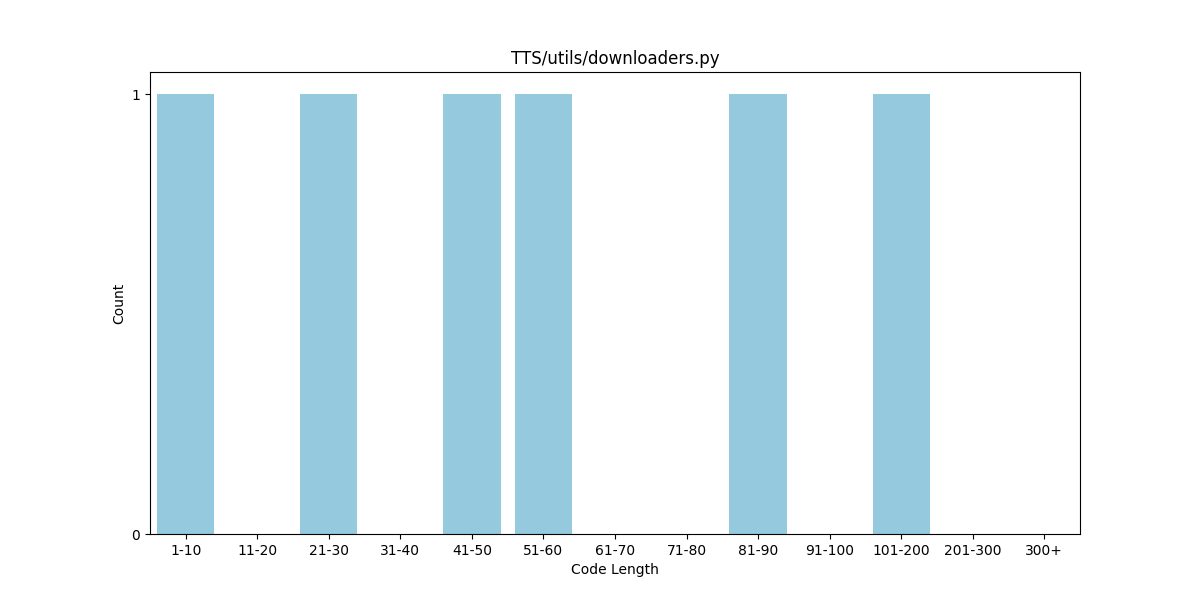 TTS/utils/downloaders.py
1
Count
0
1-10 11-20 21-30 31-40 41-50 51-60 61-70 71-80 81-90 91-100 101-200 201-300 300+
Code Length